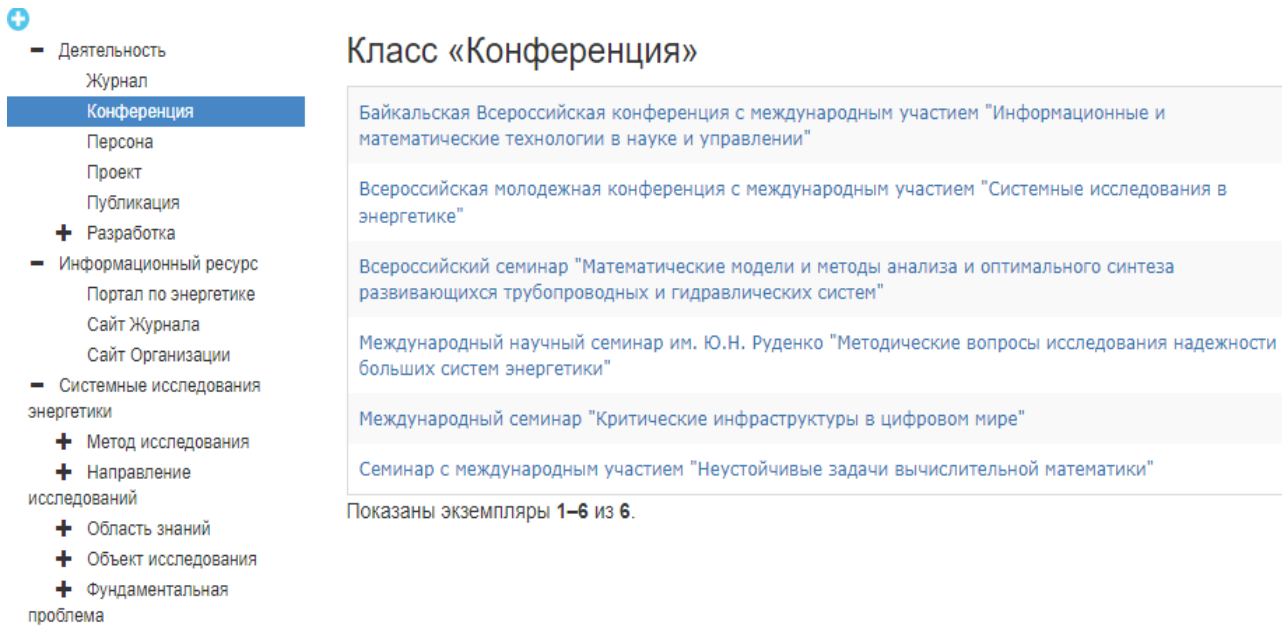 Деятельность
Журнал
Конференция
Персона
Проект
Публикация
Разработка
Информационный ресурс
Портал по энергетике
Сайт Журнала
Сайт Организации
Системные исследования
энергетики
Метод исследования
Направление
исследований
Область знаний
Объект исследования
Фундаментальная
проблема
Класс «Конференция»
Байкальская Всероссийская конференция с международным участием "Информационные и
математические технологии в науке и управлении"
Всероссийская молодежная конференция с международным участием "Системные исследования в
энергетике"
Всероссийский семинар "Математические модели и методы анализа и оптимального синтеза
развивающихся трубопроводных и гидравлических систем"
Международный научный семинар им. Ю.Н. Руденко "Методические вопросы исследования надежности
больших систем энергетики"
Международный семинар "Критические инфраструктуры в цифровом мире"
Семинар с международным участием "Неустойчивые задачи вычислительной математики"
Показаны экземпляры 1–6 из 6.